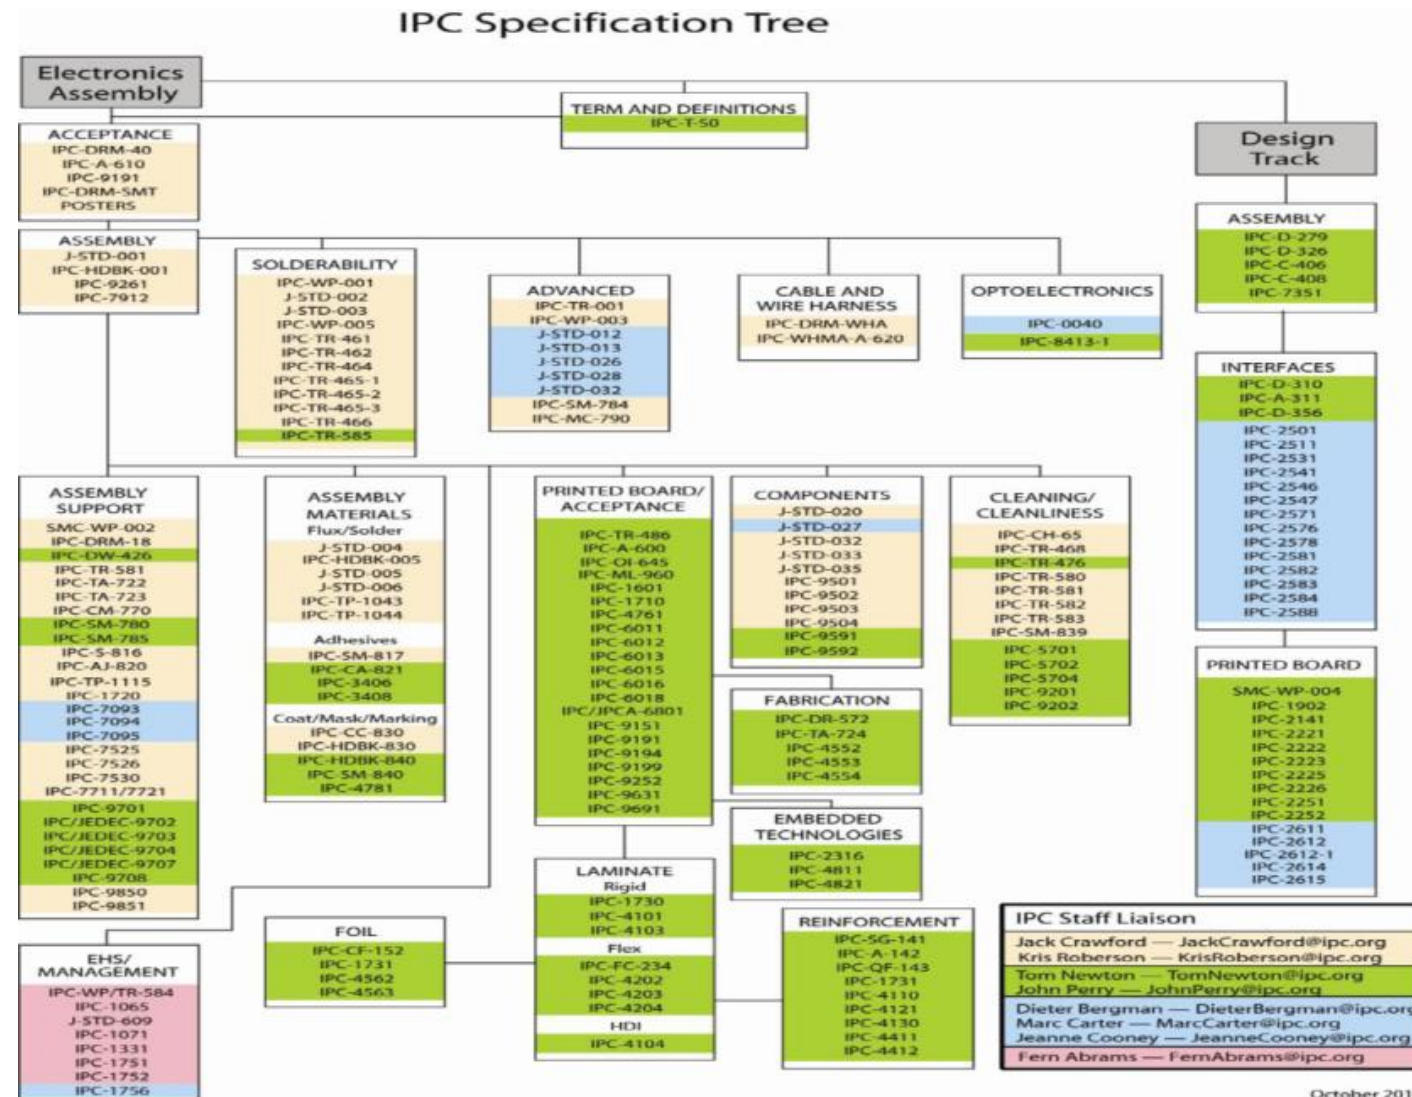 IPC Specification Tree
Electronics
Assembly
TERM AND DEFINITIONS
IPC-T-50
Design
Track
ACCEPTANCE
IPC-DRM-40
IPC-A-610
IPC-9191
IPC-DRM-SMT
POSTERS
ASSEMBLY
J-STD-001
IPC-HDBK-001
IPC-9261
IPC-7912
SOLDERABILITY
IPC-WP-001
J-STD-002
J-STD-003
IPC-WP-005
IPC-TR-461
IPC-TR-462
IPC-TR-464
IPC-TR-465-1
IPC-TR-465-2
IPC-TR-465-3
IPC-TR-466
IPC-TR-585
ADVANCED
IPC-TR-001
IPC-WP-003
J-STD-012
J-STD-013
J-STD-026
J-STD-028
J-STD-032
IPC-SM-784
IPC-MC-790
CABLE AND
WIRE HARNESS
IPC-DRM-WHA
IPC-WHMA-A-620
OPTOELECTRONICS
IPC-0040
IPC-8413-1
ASSEMBLY
IPC-D-279
IPC-D-326
IPC-C-406
IPC-C-408
IPC-7351
INTERFACES
IPC-D-310
IPC-A-311
IPC-D-356
IPC-2501
IPC-2511
IPC-2531
IPC-2541
IPC-2546
IPC-2547
IPC-2571
IPC-2576
IPC-2578
IPC-2581
IPC-2582
IPC-2583
IPC-2584
IPC-2588
PRINTED BOARD
SMC-WP-004
IPC-1902
IPC-2141
IPC-2221
IPC-2222
IPC-2223
IPC-2225
IPC-2226
IPC-2251
IPC-2252
IPC-2611
IPC-2612
IPC-2612-1
IPC-2614
IPC-2615
ASSEMBLY
SUPPORT
SMC-WP-002
IPC-DRM-18
IPC-DW-426
IPC-TR-581
IPC-TA-722
IPC-TA-723
IPC-CM-770
IPC-SM-780
IPC-SM-785
IPC-S-816
IPC-AJ-820
IPC-TP-1115
IPC-1720
IPC-7093
IPC-7094
IPC-7095
IPC-7525
IPC-7526
IPC-7530
IPC-7711/7721
IPC-9701
IPC/JEDEC-9702
IPC/JEDEC-9703
IPC/JEDEC-9704
IPC/JEDEC-9707
IPC-9708
IPC-9850
IPC-9851
ASSEMBLY
MATERIALS
Flux/Solder
J-STD-004
IPC-HDBK-005
J-STD-005
J-STD-006
IPC-TP-1043
IPC-TP-1044
Adhesives
IPC-SM-817
IPC-CA-821
IPC-3406
IPC-3408
Coat/Mask/Marking
IPC-CC-830
IPC-HDBK-830
IPC-HDBK-840
IPC-SM-840
IPC-4781
PRINTED BOARD/
ACCEPTANCE
IPC-TR-486
IPC-A-600
IPC-OI-645
IPC-ML-960
IPC-1601
IPC-1710
IPC-4761
IPC-6011
IPC-6012
IPC-6013
IPC-6015
IPC-6016
IPC-6018
IPC/JPCA-6801
IPC-9151
IPC-9191
IPC-9194
IPC-9199
IPC-9252
IPC-9631
IPC-9691
COMPONENTS
J-STD-020
J-STD-027
J-STD-032
J-STD-033
J-STD-035
IPC-9501
IPC-9502
IPC-9503
IPC-9504
IPC-9591
IPC-9592
CLEANING/
CLEANLINESS
IPC-CH-65
IPC-TR-468
IPC-TR-476
IPC-TR-580
IPC-TR-581
IPC-TR-582
IPC-TR-583
IPC-SM-839
IPC-5701
IPC-5702
IPC-5704
IPC-9201
IPC-9202
FABRICATION
IPC-DR-572
IPC-TA-724
IPC-4552
IPC-4553
IPC-4554
EMBEDDED
TECHNOLOGIES
IPC-2316
IPC-4811
IPC-4821
LAMINATE
Rigid
IPC-1730
IPC-4101
IPC-4103
Flex
IPC-FC-234
IPC-4202
IPC-4203
IPC-4204
HDI
IPC-4104
FOIL
IPC-CF-152
IPC-1731
IPC-4562
IPC-4563
REINFORCEMENT
IPC-SG-141
IPC-A-142
IPC-QF-143
IPC-1731
IPC-4110
IPC-4121
IPC-4130
IPC-4411
IPC-4412
EHS/
MANAGEMENT
IPC-WP/TR-584
IPC-1065
J-STD-609
IPC-1071
IPC-1331
IPC-1751
IPC-1752
IPC-1756
IPC Staff Liaison
Jack Crawford — JackCrawford@ipc.org
Kris Roberson — KrisRoberson@ipc.org
Tom Newton — TomNewton@ipc.org
John Perry — JohnPerry@ipc.org
Dieter Bergman — DieterBergman@ipc.org
Marc Carter — MarcCarter@ipc.org
Jeanne Cooney — JeanneCooney@ipc.org
Fern Abrams — FernAbrams@ipc.org
October 201